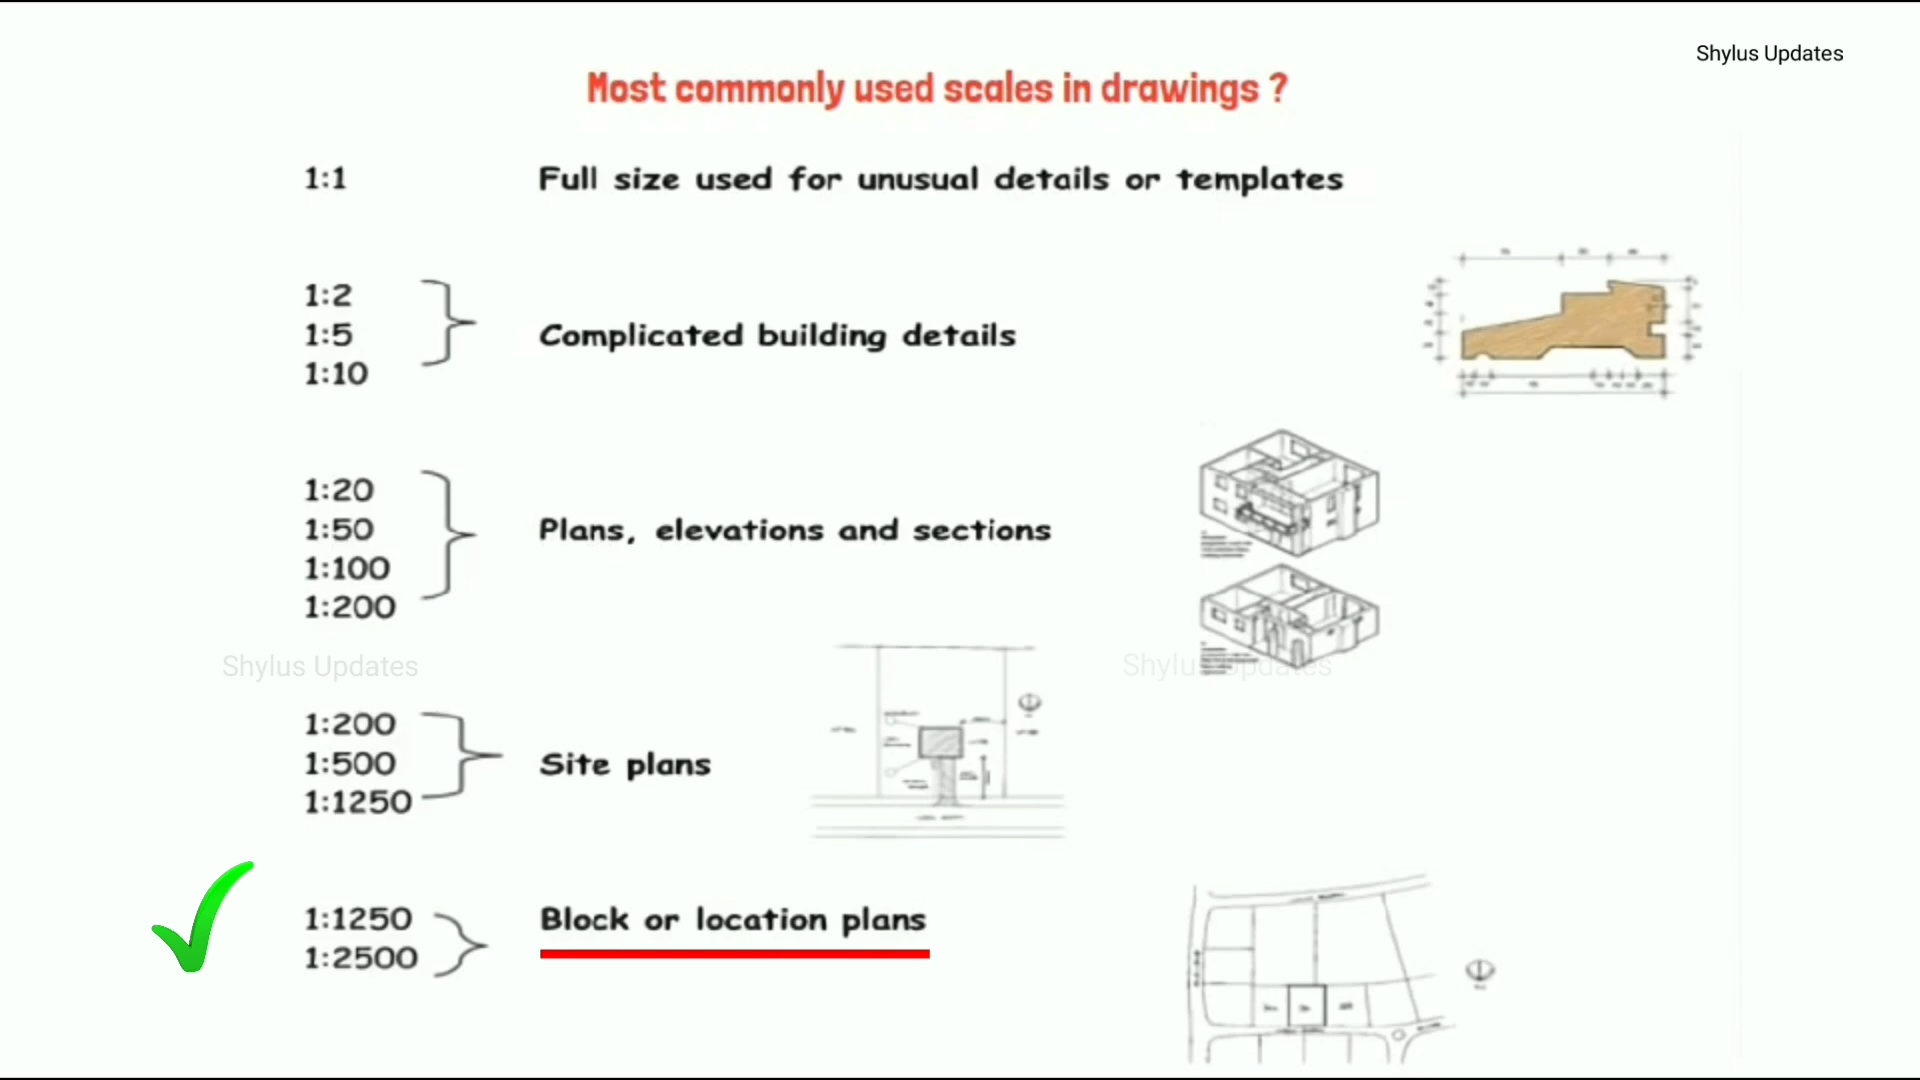 Shylus Updates
Most commonly used scales in drawings ?
1:1 Full size used for unusual details or templates
1:2
1:5 Complicated building details
1:10
1:20
1:50 Plans, elevations and sections
1:100
1:200
Shylus Updates
Shylus Updates
1:200
1:500 Site plans
1:1250
1:1250 Block or location plans
1:2500